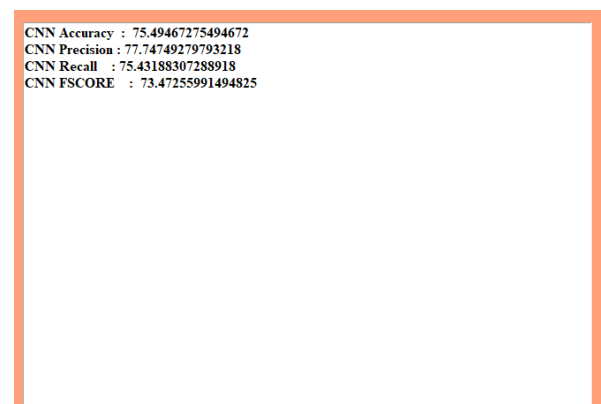 CNN Accuracy : 75.49467275494672
CNN Precision : 77.74749279793218
CNN Recall : 75.43188307288918
CNN FSCORE : 73.47255991494825